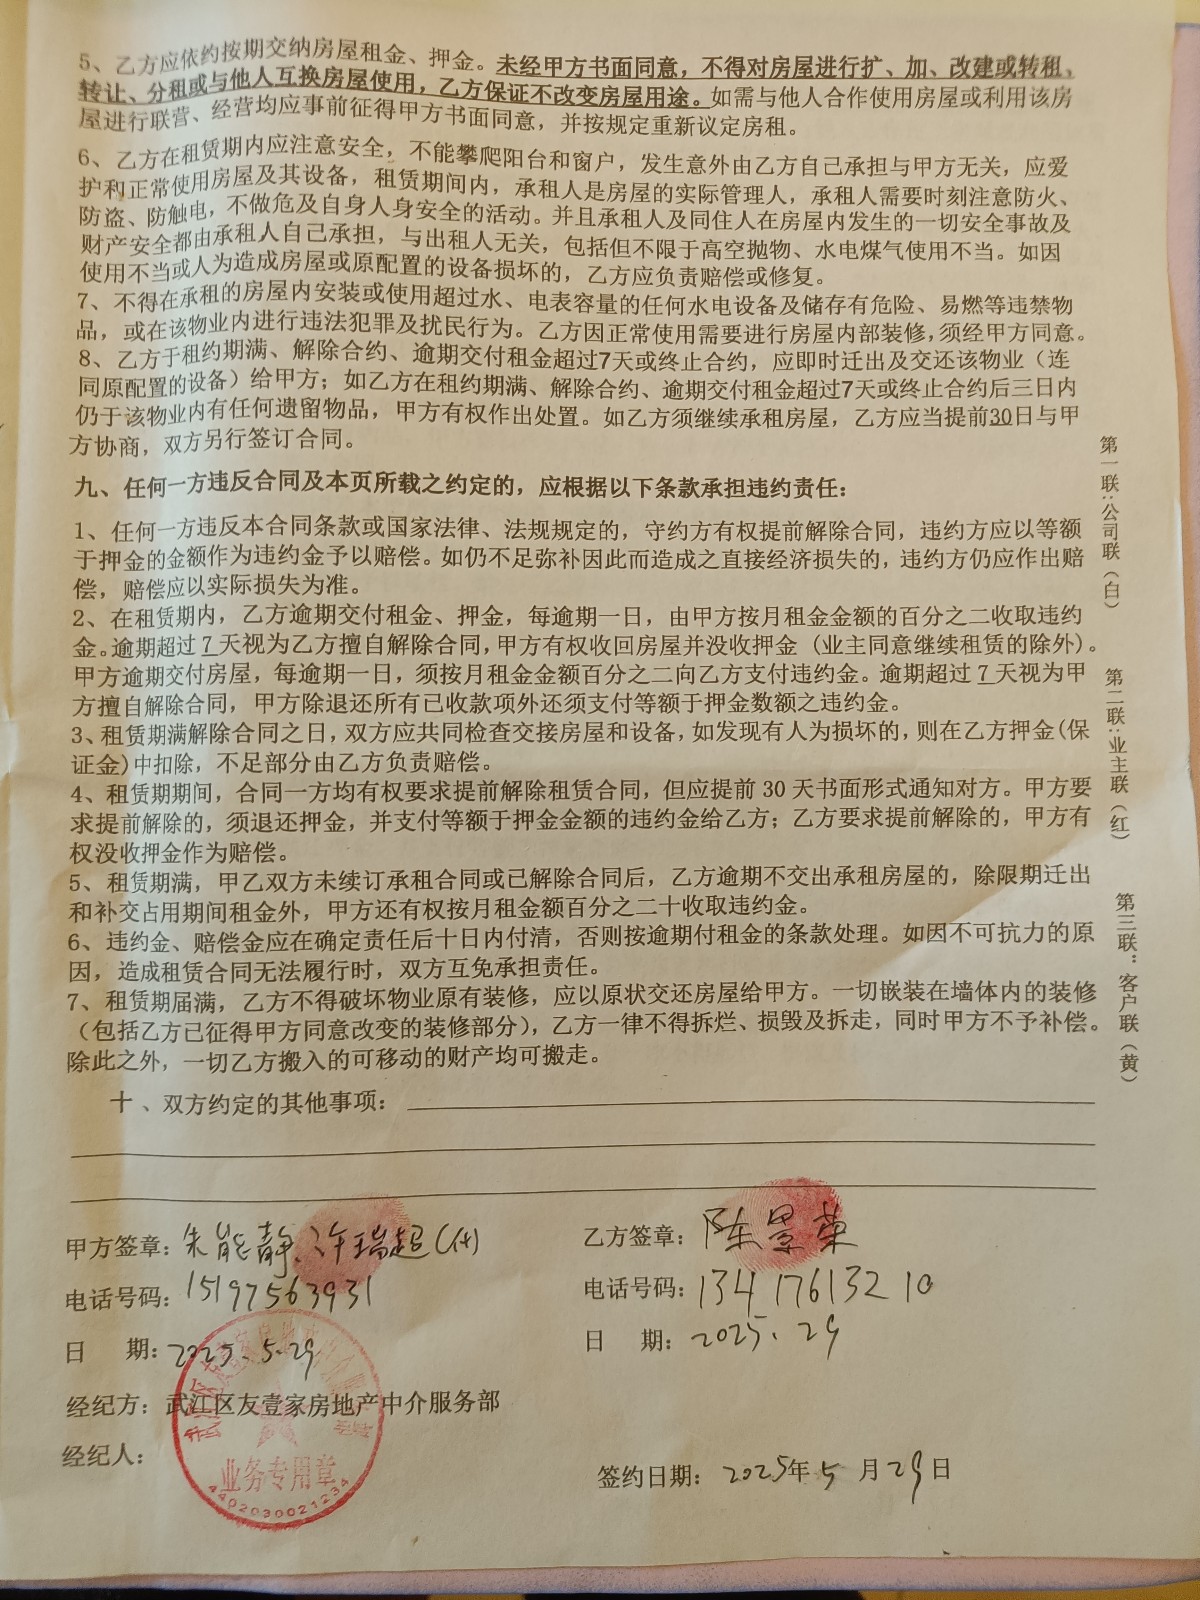 5、乙方应依约按期交纳房屋租金、押金。未经甲方书面同意，不得对房屋进行扩、加、改建或转租、
转让、分租或与他人互换房屋使用，乙方保证不改变房屋用途。如需与他人合作使用房屋或利用该房
屋进行联营、经营均应事前征得甲方书面同意，并按规定重新议定房租。
6、乙方在租赁期内应注意安全，不能攀爬阳台和窗户，发生意外由乙方自己承担与甲方无关，应爱
护和正常使用房屋及其设备，租赁期间内，承租人是房屋的实际管理人，承租人需要时刻注意防火、
防盗、防触电，不做危及自身人身安全的活动。并且承租人及同住人在房屋内发生的一切安全事故及
财产安全都由承租人自己承担，与出租人无关，包括但不限于高空抛物、水电煤气使用不当。如因
使用不当或人为造成房屋或原配置的设备损坏的，乙方应负责赔偿或修复。
7、不得在承租的房屋内安装或使用超过水、电表容量的任何水电设备及储存有危险、易燃等违禁物
品，或在该物业内进行违法犯罪及扰民行为。乙方因正常使用需要进行房屋内部装修，须经甲方同意。
8、乙方于租约期满、解除合约、逾期交付租金超过7天或终止合约，应即时迁出及交还该物业（连
同原配置的设备）给甲方；如乙方在租约期满、解除合约、逾期交付租金超过7天或终止合约后三日内
仍于该物业内有任何遗留物品，甲方有权作出处置。如乙方须继续承租房屋，乙方应当提前30日与甲
方协商，双方另行签订合同。
九、任何一方违反合同及本页所载之约定的，应根据以下条款承担违约责任：
1、任何一方违反本合同条款或国家法律、法规规定的，守约方有权提前解除合同，违约方应以等额
于押金的金额作为违约金予以赔偿。如仍不足弥补因此而造成之直接经济损失的，违约方仍应作出赔
偿，赔偿应以实际损失为准。
2、在租赁期内，乙方逾期交付租金、押金，每逾期一日，由甲方按月租金金额的百分之二收取违约
金。逾期超过 7 天视为乙方擅自解除合同，甲方有权收回房屋并没收押金（业主同意继续租赁的除外）。
甲方逾期交付房屋，每逾期一日，须按月租金金额百分之二向乙方支付违约金。逾期超过 7 天视为甲
方擅自解除合同，甲方除退还所有已收款项外还须支付等额于押金数额之违约金。
3、租赁期满解除合同之日，双方应共同检查交接房屋和设备，如发现有人为损坏的，则在乙方押金(保
证金)中扣除，不足部分由乙方负责赔偿。
4、租赁期期间，合同一方均有权要求提前解除租赁合同，但应提前 30 天书面形式通知对方。甲方要
求提前解除的，须退还押金，并支付等额于押金金额的违约金给乙方；乙方要求提前解除的，甲方有
权没收押金作为赔偿。
5、租赁期满，甲乙双方未续订承租合同或已解除合同后，乙方逾期不交出承租房屋的，除限期迁出
和补交占用期间租金外，甲方还有权按月租金额百分之二十收取违约金。
6、违约金、赔偿金应在确定责任后十日内付清，否则按逾期付租金的条款处理。如因不可抗力的原
因，造成租赁合同无法履行时，双方互免承担责任。
7、租赁期届满，乙方不得破坏物业原有装修，应以原状交还房屋给甲方。一切嵌装在墙体内的装修
（包括乙方已征得甲方同意改变的装修部分），乙方一律不得拆烂、损毁及拆走，同时甲方不予补偿。
除此之外，一切乙方搬入的可移动的财产均可搬走。
十、双方约定的其他事项：
第一联:公司联（白）
第二联:业主联（红）
第三联：客户联（黄）
甲方签章：朱能静、许瑞超(代)
电话号码：15197563931
日 期：2025.5.29
经纪方：武江区友壹家房地产中介服务部
经纪人：
业务专用章
4402030021234
乙方签章：陈景荣
电话号码：13417613210
日 期：2025.29
签约日期：2025年5月29日